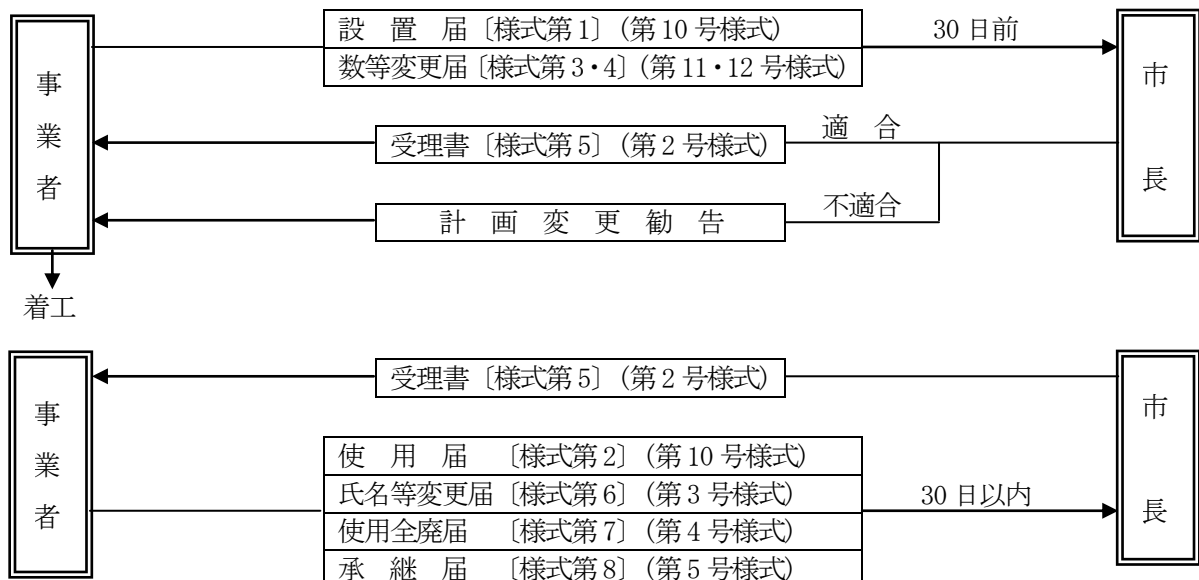 設 置 届〔様式第1〕(第10号様式)
30日前
数等変更届〔様式第3・4〕(第11・12号様式)
事業者
市長
受理書〔様式第5〕(第2号様式)
適 合
計 画 変 更 勧 告
不適合
着工
受理書〔様式第5〕(第2号様式)
事業者
市長
使 用 届 〔様式第2〕(第10号様式)
氏名等変更届〔様式第6〕(第3号様式)
30日以内
使用全廃届 〔様式第7〕(第4号様式)
承 継 届 〔様式第8〕(第5号様式)